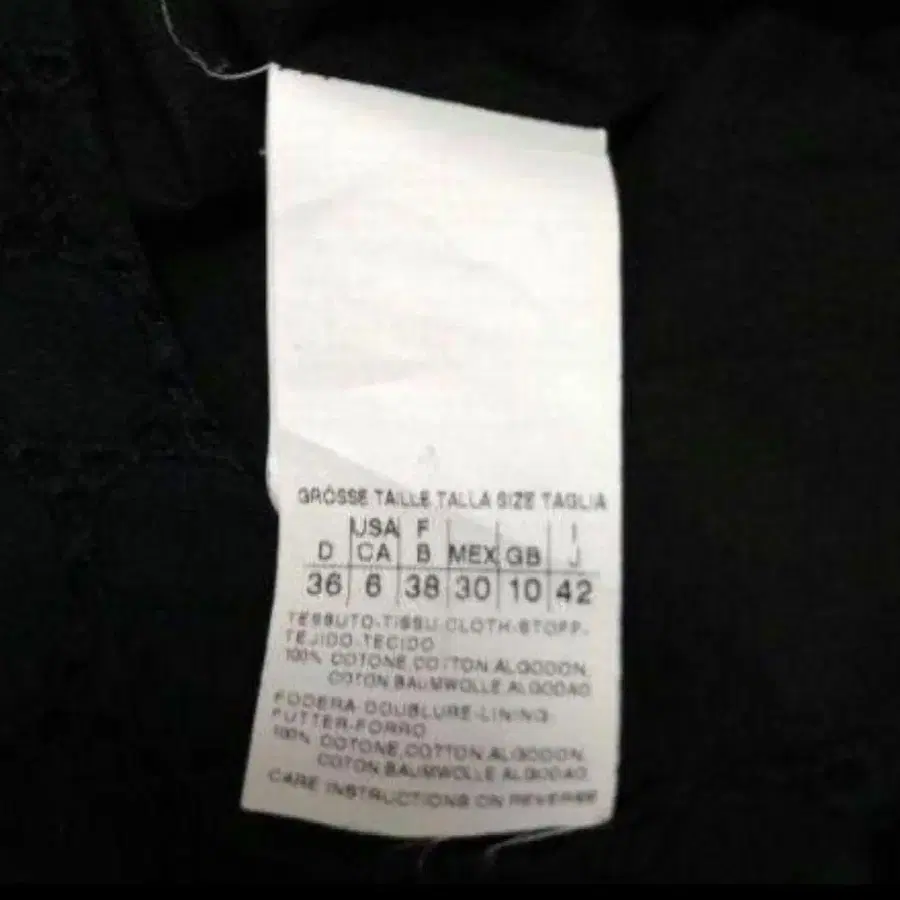 GRÖSSE TAILLE TALLA SIZE TAGLIA
USA F I
D CA B MEX GB J
36 6 38 30 10 42
TESSUTO-TISSU-CLOTH-STOFF-
TEJIDO-TECIDO
100% COTONE COTTON ALGODON
COTON BAUMWOLLE ALGODAO
FODERA-DOUBLURE-LINING-
FUTTER-FORRO
100% COTONE COTTON ALGODON
COTON BAUMWOLLE ALGODAO
CARE INSTRUCTIONS ON REVERSE